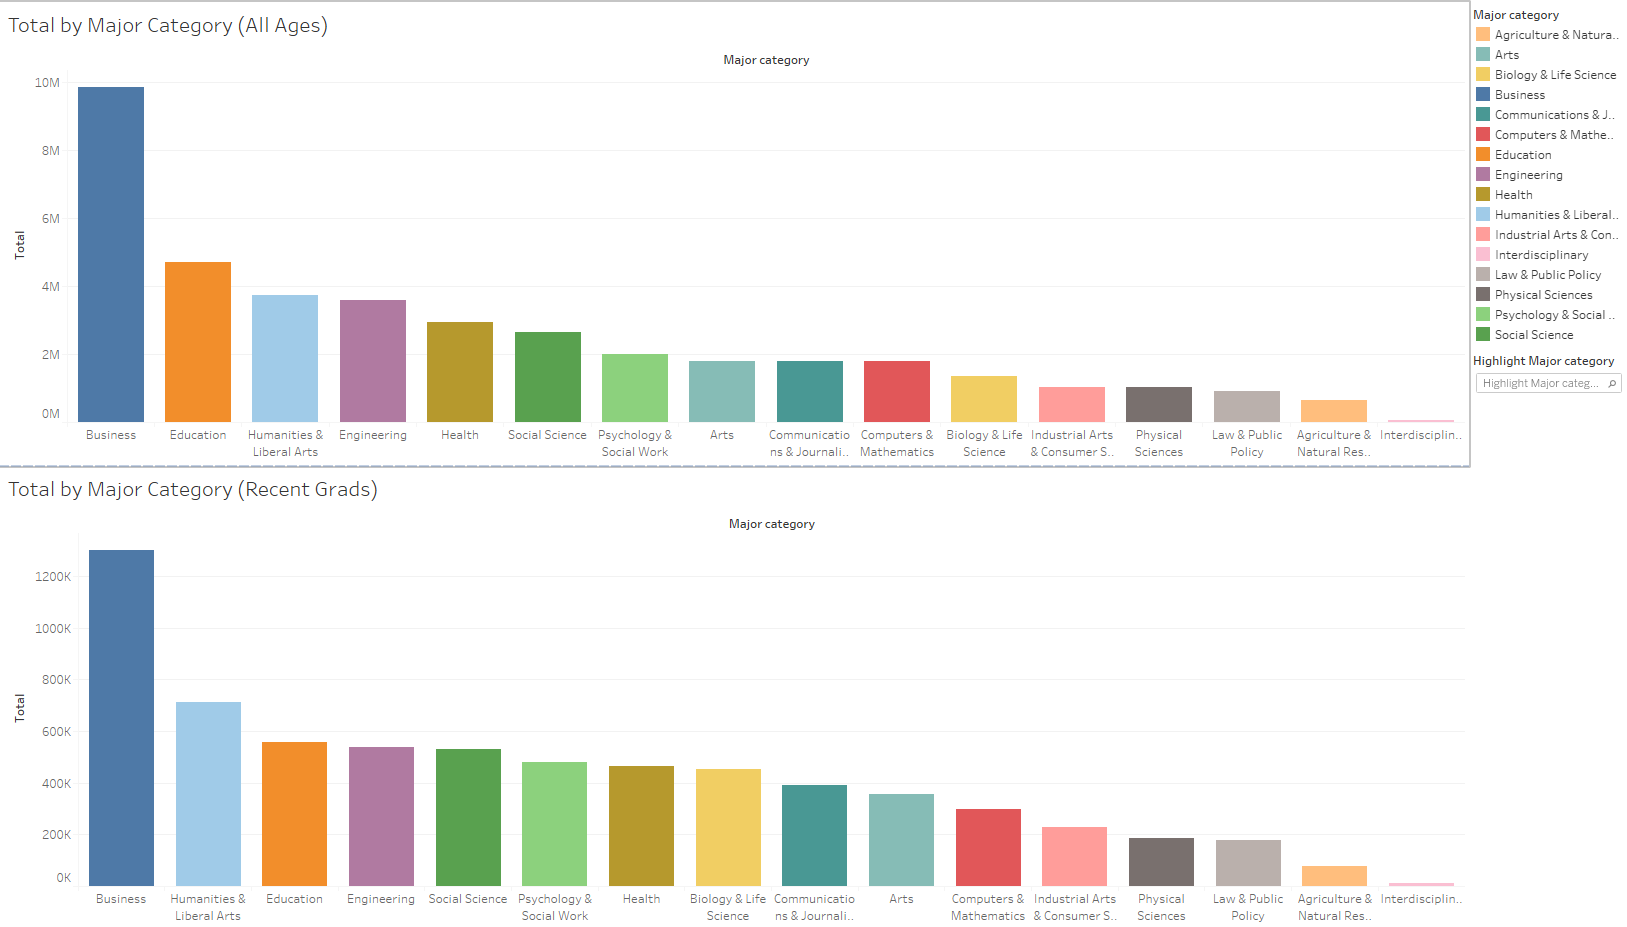 Total by Major Category (All Ages)
Major category
10M
8M
6M
4M
2M
0M
Total
Business
Education
Humanities &
Liberal Arts
Engineering
Health
Social Science
Psychology &
Social Work
Arts
Communicatio
ns & Journali..
Computers &
Mathematics
Biology & Life
Science
Industrial Arts
& Consumer S..
Physical
Sciences
Law & Public
Policy
Agriculture &
Natural Res..
Interdisciplin..
Major category
Agriculture & Natura..
Arts
Biology & Life Science
Business
Communications & J..
Computers & Mathe..
Education
Engineering
Health
Humanities & Liberal..
Industrial Arts & Con..
Interdisciplinary
Law & Public Policy
Physical Sciences
Psychology & Social ..
Social Science
Highlight Major category
Highlight Major categ...
Total by Major Category (Recent Grads)
Major category
1200K
1000K
800K
600K
400K
200K
0K
Total
Business
Humanities &
Liberal Arts
Education
Engineering
Social Science
Psychology &
Social Work
Health
Biology & Life
Science
Communicatio
ns & Journali..
Arts
Computers &
Mathematics
Industrial Arts
& Consumer S..
Physical
Sciences
Law & Public
Policy
Agriculture &
Natural Res..
Interdisciplin..